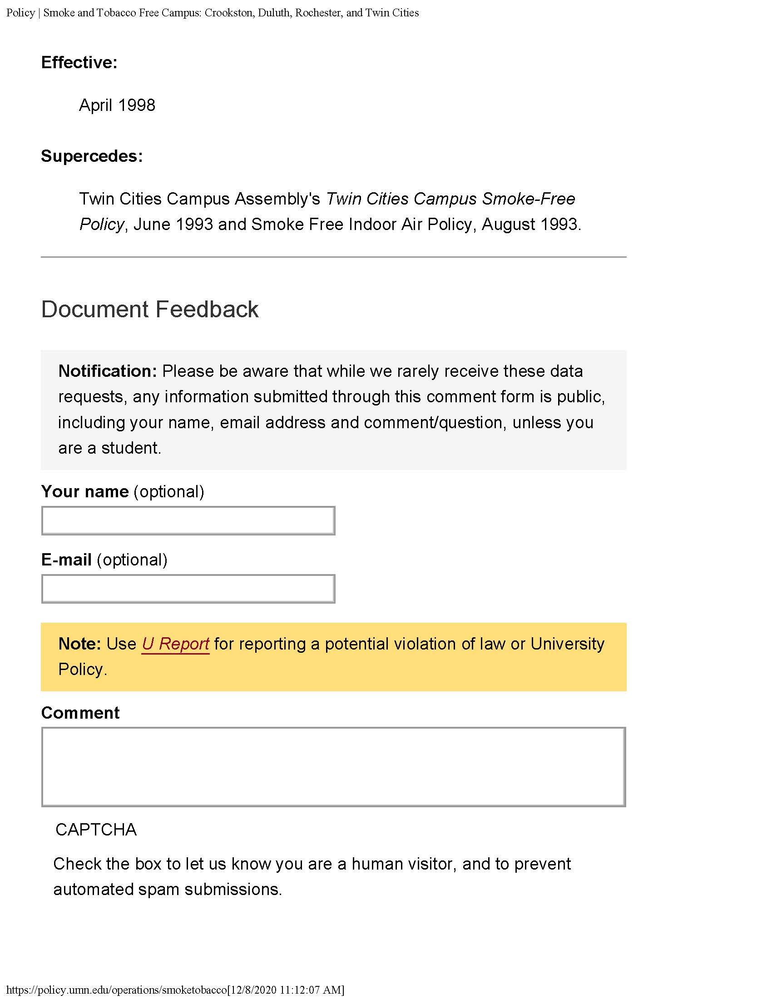 Policy | Smoke and Tobacco Free Campus: Crookston, Duluth, Rochester, and Twin Cities
Effective:
April 1998
Supercedes:
Twin Cities Campus Assembly's Twin Cities Campus Smoke-Free
Policy, June 1993 and Smoke Free Indoor Air Policy, August 1993.
Document Feedback
Notification: Please be aware that while we rarely receive these data
requests, any information submitted through this comment form is public,
including your name, email address and comment/question, unless you
are a student.
Your name (optional)
E-mail (optional)
Note: Use U Report for reporting a potential violation of law or University
Policy.
Comment
CAPTCHA
Check the box to let us know you are a human visitor, and to prevent
automated spam submissions.
https://policy.umn.edu/operations/smoketobacco[12/8/2020 11:12:07 AM]